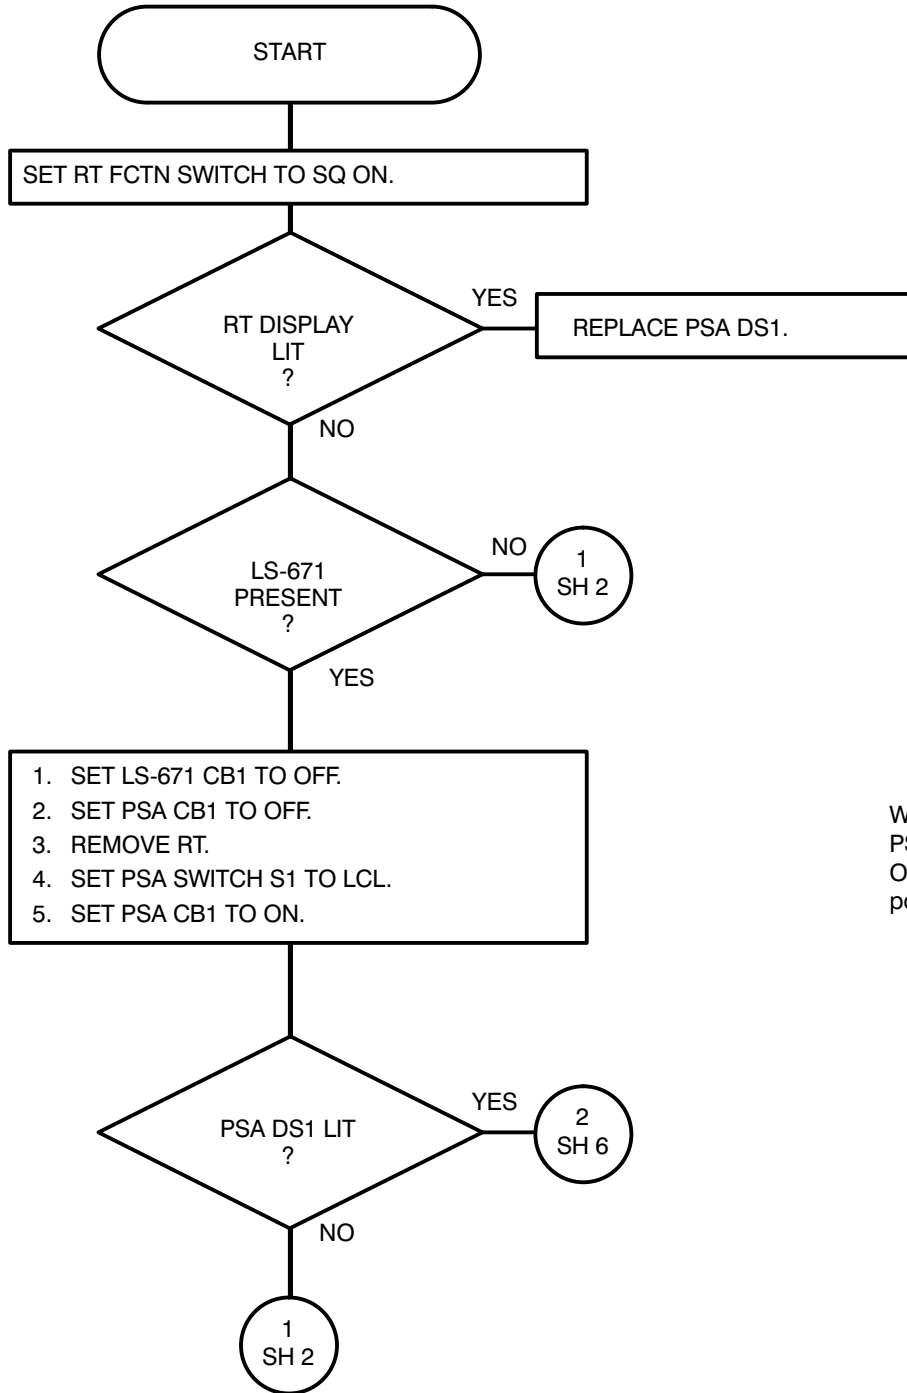 START
SET RT FCTN SWITCH TO SQ ON.
RT DISPLAY
LIT
?
YES
REPLACE PSA DS1.
NO
LS-671
PRESENT
?
NO
1
SH 2
YES
1. SET LS-671 CB1 TO OFF.
2. SET PSA CB1 TO OFF.
3. REMOVE RT.
4. SET PSA SWITCH S1 TO LCL.
5. SET PSA CB1 TO ON.
PSA DS1 LIT
?
YES
2
SH 6
NO
1
SH 2